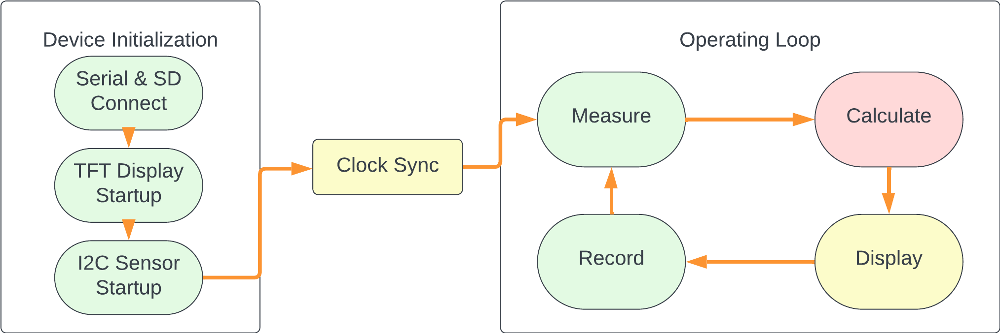 Device Initialization
Serial & SD
Connect
TFT Display
Startup
I2C Sensor
Startup
Clock Sync
Operating Loop
Measure
Calculate
Record
Display